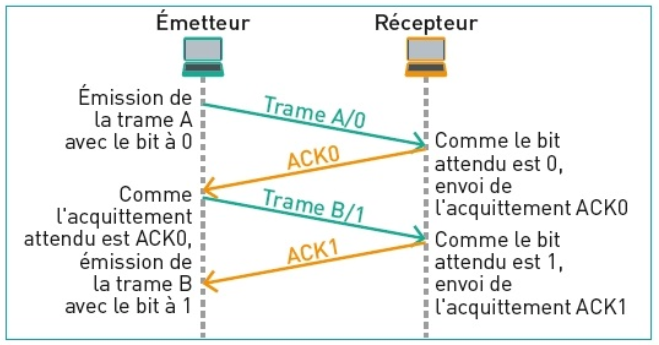 Émetteur
Récepteur
Émission de
la trame A
avec le bit à 0
Trame A/0
Comme le bit
attendu est 0,
envoi de
l'acquittement ACK0
ACK0
Comme
l'acquittement
attendu est ACK0,
émission de
la trame B
avec le bit à 1
Trame B/1
Comme le bit
attendu est 1,
envoi de
l'acquittement ACK1
ACK1